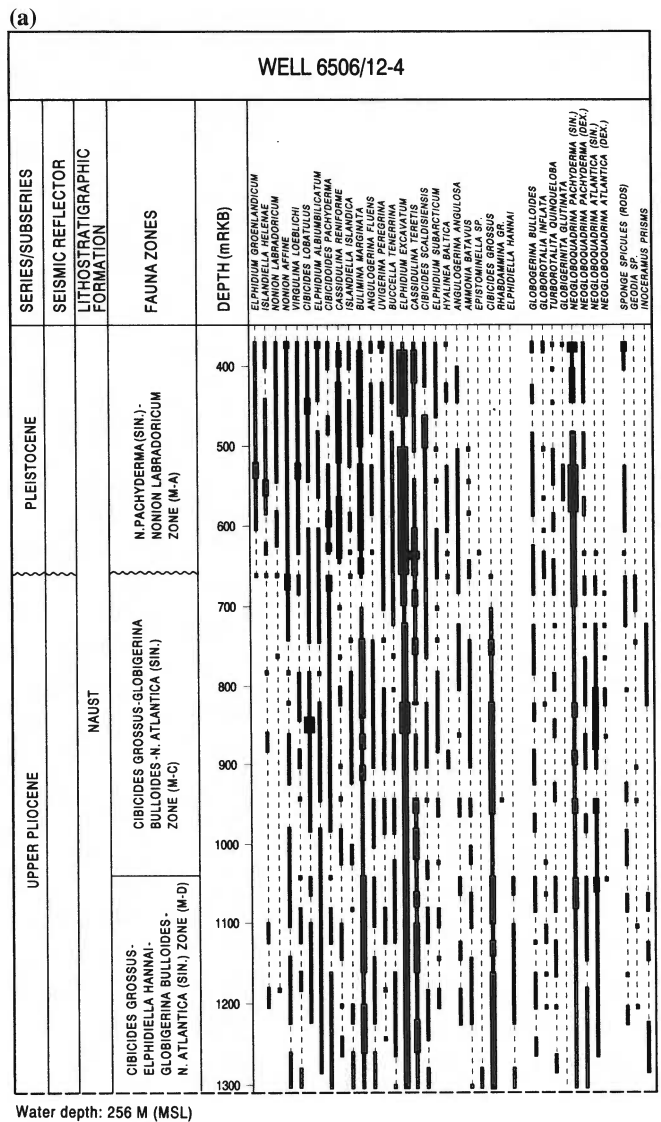 (a)
WELL 6506/12-4
SERIES/SUBSERIES
SEISMIC REFLECTOR
LITHOSTRATIGRAPHIC
FORMATION
FAUNA ZONES
DEPTH (mRKB)
ELPHIDIUM GROENLANDICUM
ISLANDIELLA HELENAE
NONION LABRADORICUM
NONION AFFINE
VIRGULINA LOEBLICHI
CIBICIDES LOBATULUS
ELPHIDIUM ALBIUMBILICATUM
CIBICIDOIDES PACHYDERMA
CASSIDULINA RENIFORME
ISLANDIELLA ISLANDICA
BULIMINA MARGINATA
ANGULOGERINA FLUENS
UVIGERINA PEREGRINA
BUCCELLA TENERRINA
ELPHIDIUM EXCAVATUM
CASSIDULINA TERETIS
CIBICIDES SCALDISIENSIS
ELPHIDIUM SUBARCTICUM
HYALINEA BALTICA
ANGULOGERINA ANGULOSA
AMMONIA BATAVUS
EPISTOMINELLA SP.
CIBICIDES GROSSUS
RHABDAMINA GR.
ELPHIDIELLA HANNAI
GLOBOGERINA BULLOIDES
GLOBOROTALIA INFLATA
TURBOROTALITA QUINQUELOBA
GLOBIGERINITA GLUTINATA
NEOGLOBOQUADRINA PACHYDERMA (SIN.)
NEOGLOBOQUADRINA PACHYDERMA (DEX.)
NEOGLOBOQUADRINA ATLANTICA (SIN.)
NEOGLOBOQUADRINA ATLANTICA (DEX.)
SPONGE SPICULES (RODS)
GEODIA SP.
INOCERAMUS PRISMS
PLEISTOCENE
UPPER PLIOCENE
NAUST
N.PACHYDERMA(SIN.)-
NONION LABRADORICUM
ZONE (M-A)
CIBICIDES GROSSUS-GLOBIGERINA
BULLOIDES-N. ATLANTICA (SIN.)
ZONE (M-C)
CIBICIDES GROSSUS-
ELPHIDIELLA HANNAI-
GLOBIGERINA BULLOIDES-
N. ATLANTICA (SIN.) ZONE (M-D)
400
500
600
700
800
900
1000
1100
1200
1300
Water depth: 256 M (MSL)